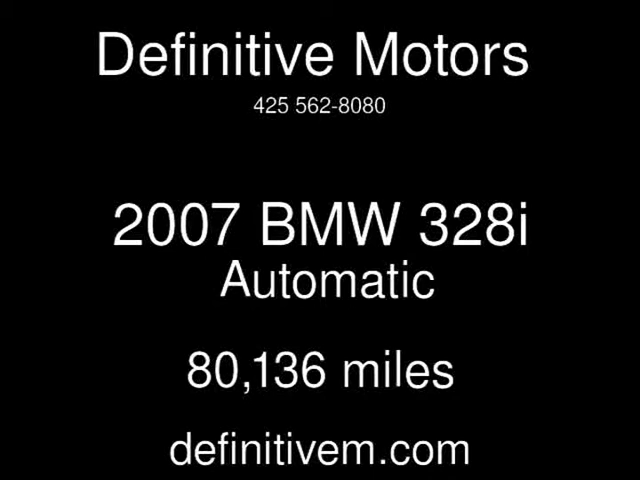 Definitive Motors
425 562-8080
2007 BMW 328i
Automatic
80,136 miles
definitivem.com